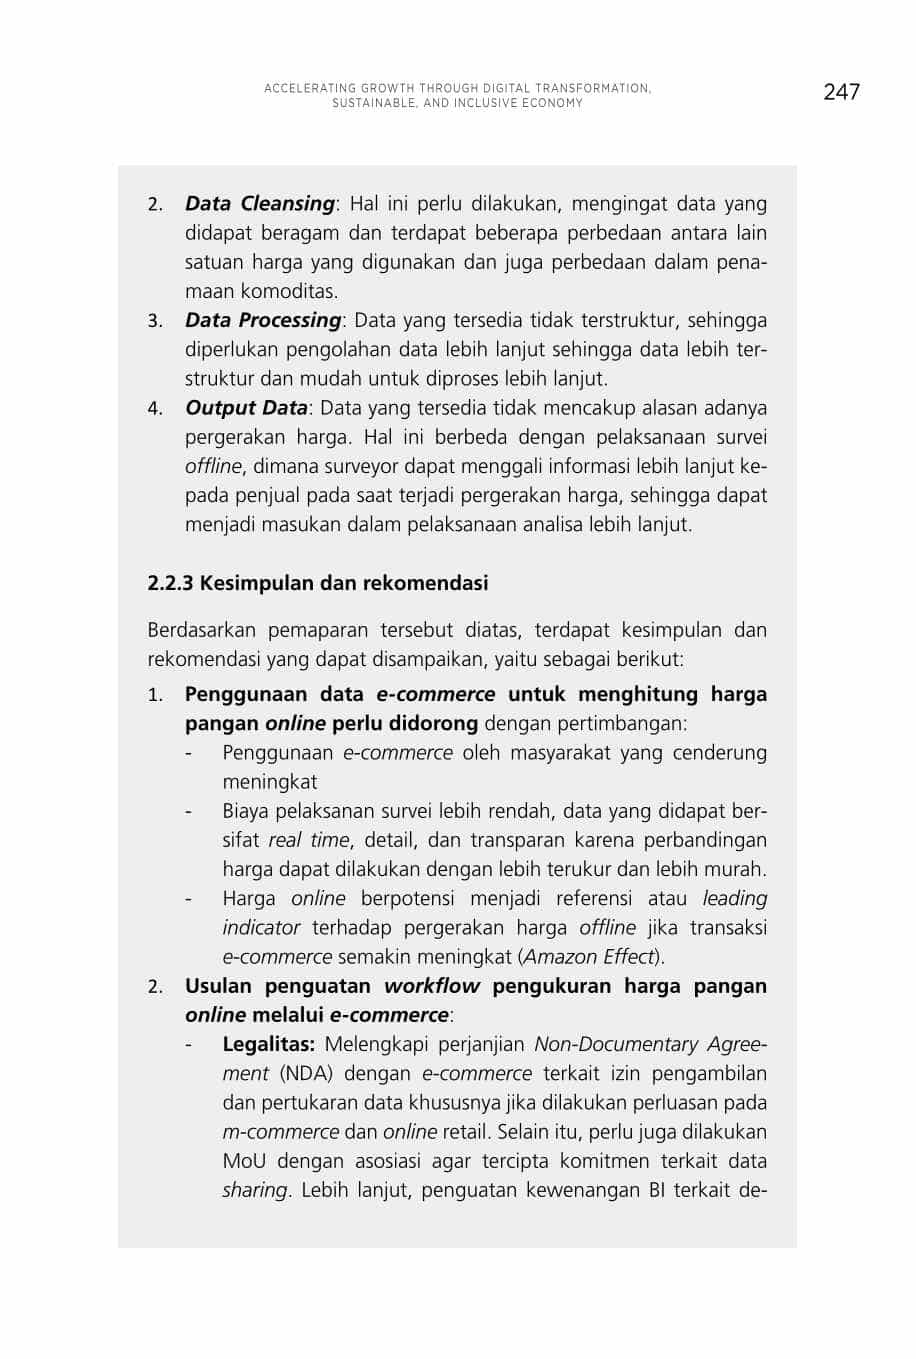 ACCELERATING GROWTH THROUGH DIGITAL TRANSFORMATION,
SUSTAINABLE, AND INCLUSIVE ECONOMY
247
2. Data Cleansing: Hal ini perlu dilakukan, mengingat data yang
didapat beragam dan terdapat beberapa perbedaan antara lain
satuan harga yang digunakan dan juga perbedaan dalam pena-
maan komoditas.
3. Data Processing: Data yang tersedia tidak terstruktur, sehingga
diperlukan pengolahan data lebih lanjut sehingga data lebih ter-
struktur dan mudah untuk diproses lebih lanjut.
4. Output Data: Data yang tersedia tidak mencakup alasan adanya
pergerakan harga. Hal ini berbeda dengan pelaksanaan survei
offline, dimana surveyor dapat menggali informasi lebih lanjut ke-
pada penjual pada saat terjadi pergerakan harga, sehingga dapat
menjadi masukan dalam pelaksanaan analisa lebih lanjut.
2.2.3 Kesimpulan dan rekomendasi
Berdasarkan pemaparan tersebut diatas, terdapat kesimpulan dan
rekomendasi yang dapat disampaikan, yaitu sebagai berikut:
1. Penggunaan data e-commerce untuk menghitung harga
pangan online perlu didorong dengan pertimbangan:
- Penggunaan e-commerce oleh masyarakat yang cenderung
meningkat
- Biaya pelaksanan survei lebih rendah, data yang didapat ber-
sifat real time, detail, dan transparan karena perbandingan
harga dapat dilakukan dengan lebih terukur dan lebih murah.
- Harga online berpotensi menjadi referensi atau leading
indicator terhadap pergerakan harga offline jika transaksi
e-commerce semakin meningkat (Amazon Effect).
2. Usulan penguatan workflow pengukuran harga pangan
online melalui e-commerce:
- Legalitas: Melengkapi perjanjian Non-Documentary Agree-
ment (NDA) dengan e-commerce terkait izin pengambilan
dan pertukaran data khususnya jika dilakukan perluasan pada
m-commerce dan online retail. Selain itu, perlu juga dilakukan
MoU dengan asosiasi agar tercipta komitmen terkait data
sharing. Lebih lanjut, penguatan kewenangan BI terkait de-